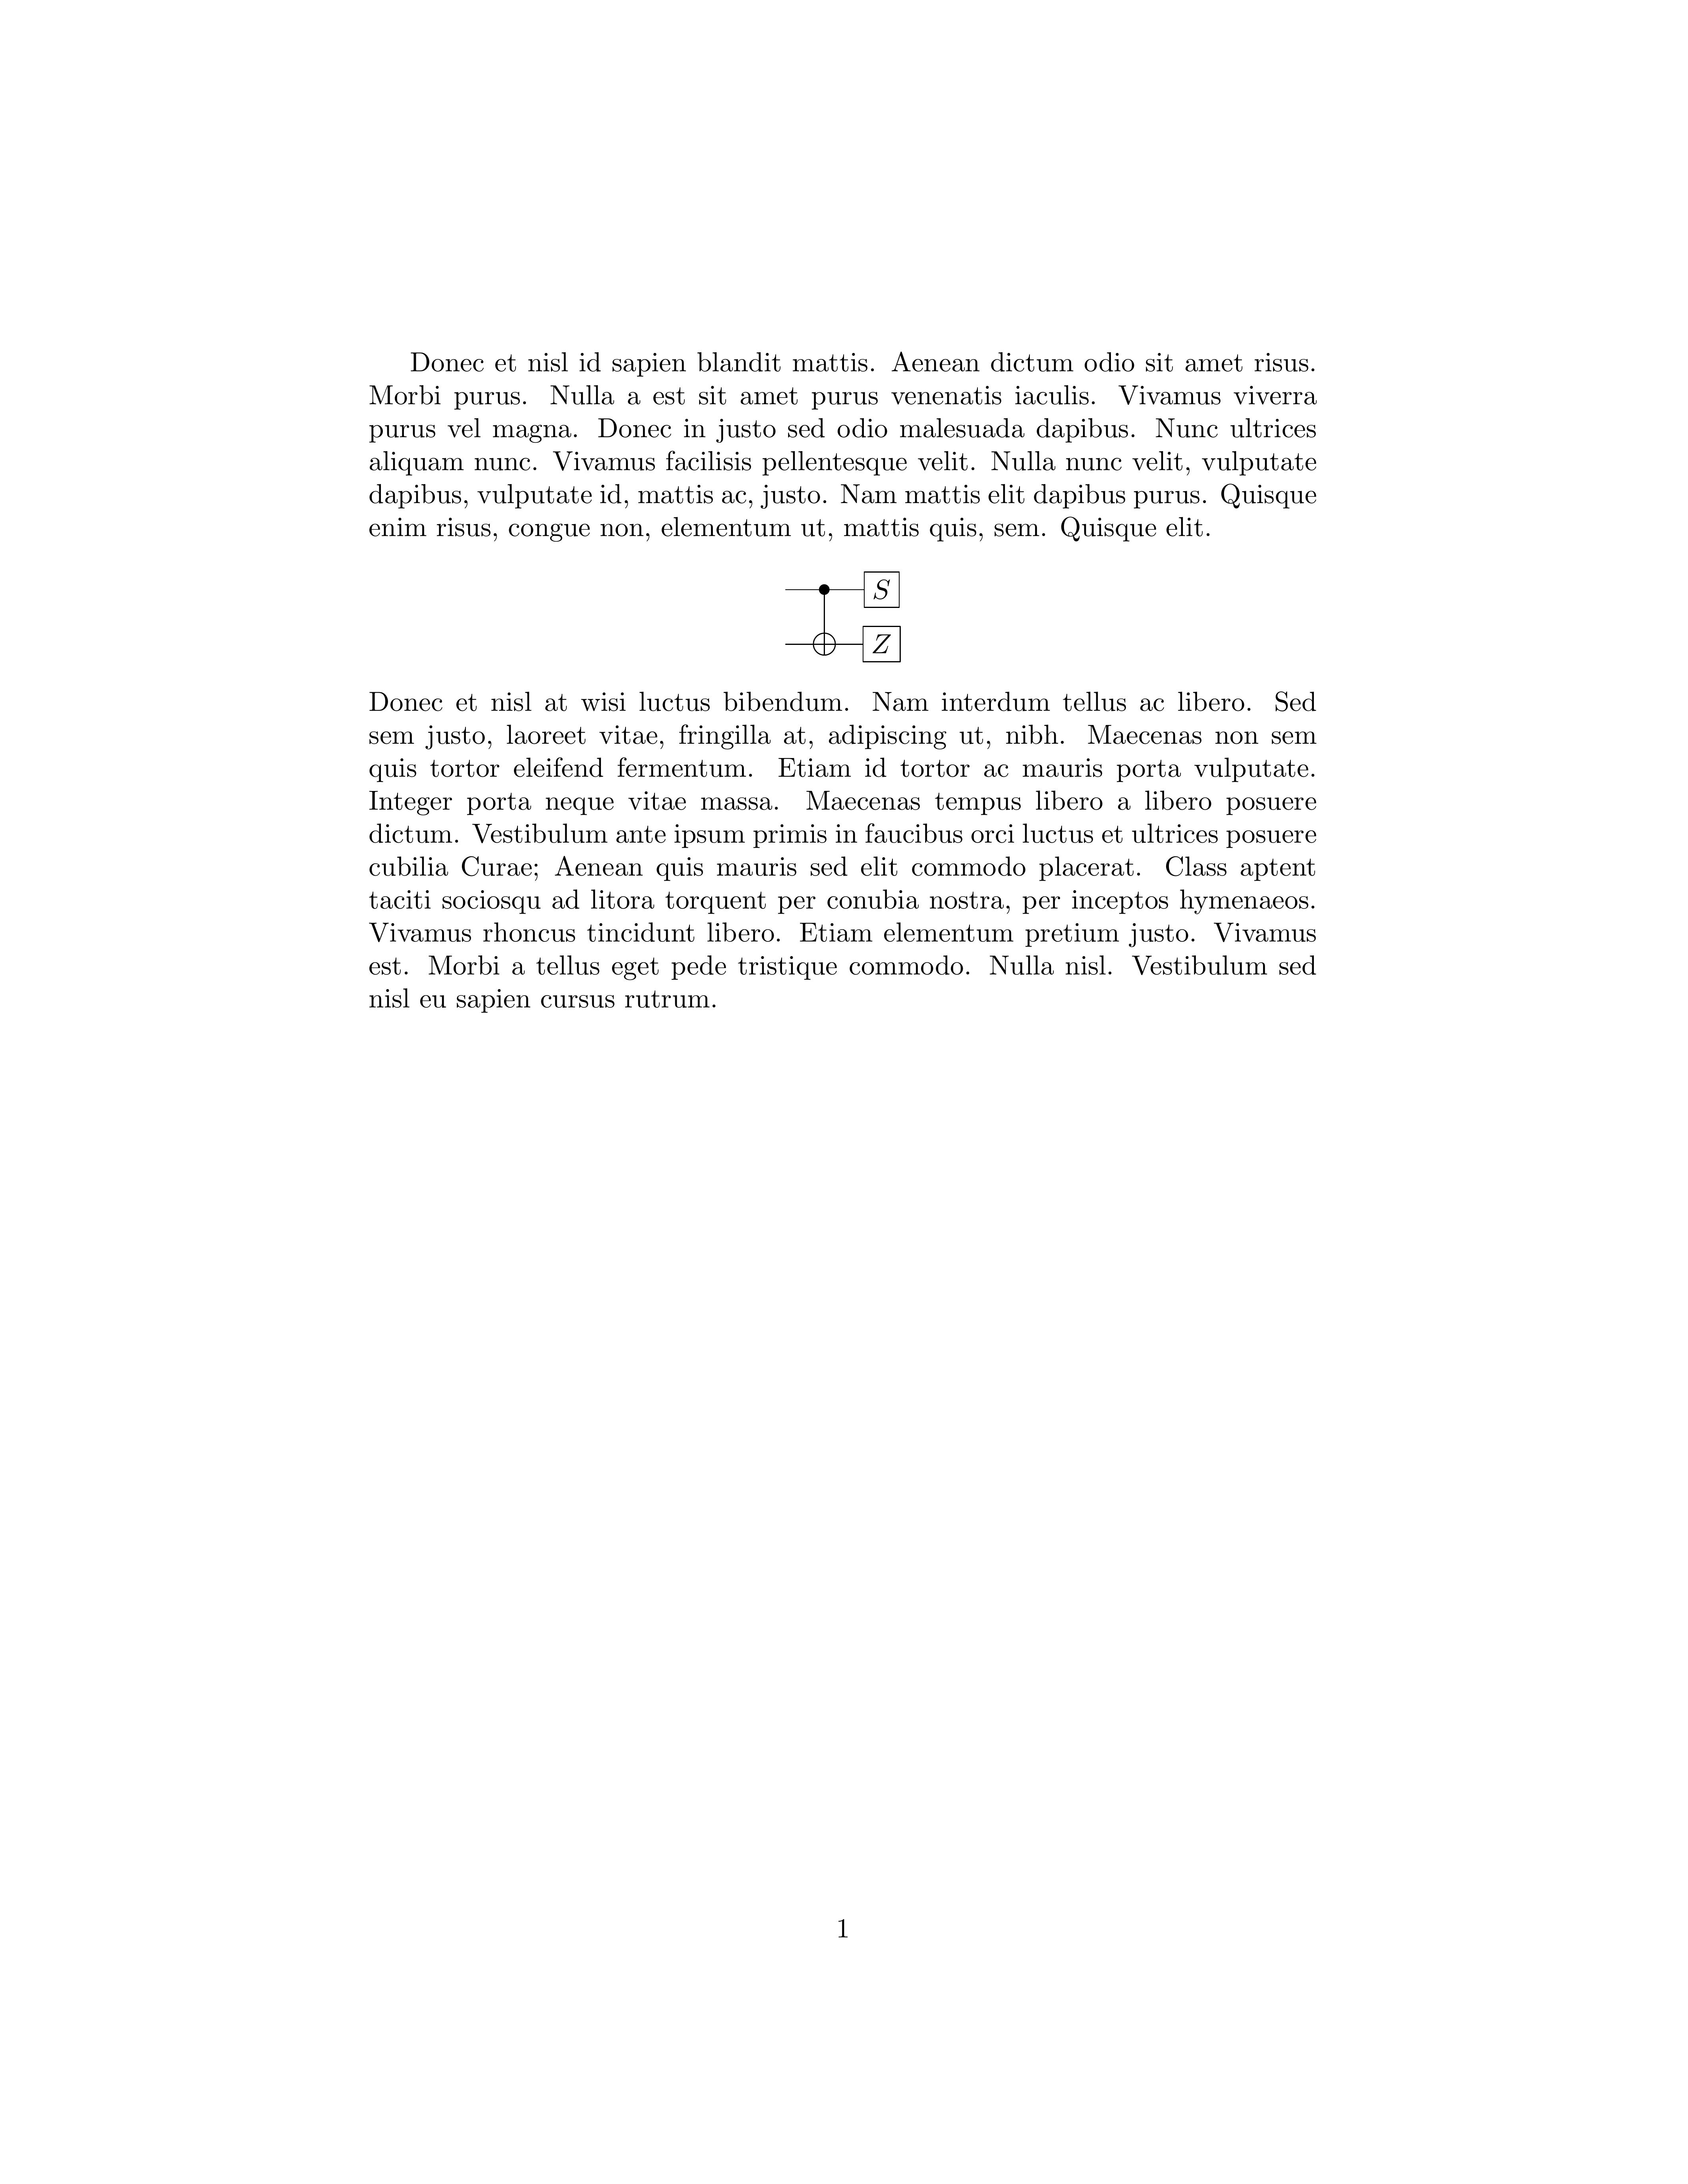 Donec et nisl id sapien blandit mattis. Aenean dictum odio sit amet risus.
Morbi purus. Nulla a est sit amet purus venenatis iaculis. Vivamus viverra
purus vel magna. Donec in justo sed odio malesuada dapibus. Nunc ultrices
aliquam nunc. Vivamus facilisis pellentesque velit. Nulla nunc velit, vulputate
dapibus, vulputate id, mattis ac, justo. Nam mattis elit dapibus purus. Quisque
enim risus, congue non, elementum ut, mattis quis, sem. Quisque elit.
S
Z
Donec et nisl at wisi luctus bibendum. Nam interdum tellus ac libero. Sed
sem justo, laoreet vitae, fringilla at, adipiscing ut, nibh. Maecenas non sem
quis tortor eleifend fermentum. Etiam id tortor ac mauris porta vulputate.
Integer porta neque vitae massa. Maecenas tempus libero a libero posuere
dictum. Vestibulum ante ipsum primis in faucibus orci luctus et ultrices posuere
cubilia Curae; Aenean quis mauris sed elit commodo placerat. Class aptent
taciti sociosqu ad litora torquent per conubia nostra, per inceptos hymenaeos.
Vivamus rhoncus tincidunt libero. Etiam elementum pretium justo. Vivamus
est. Morbi a tellus eget pede tristique commodo. Nulla nisl. Vestibulum sed
nisl eu sapien cursus rutrum.
1